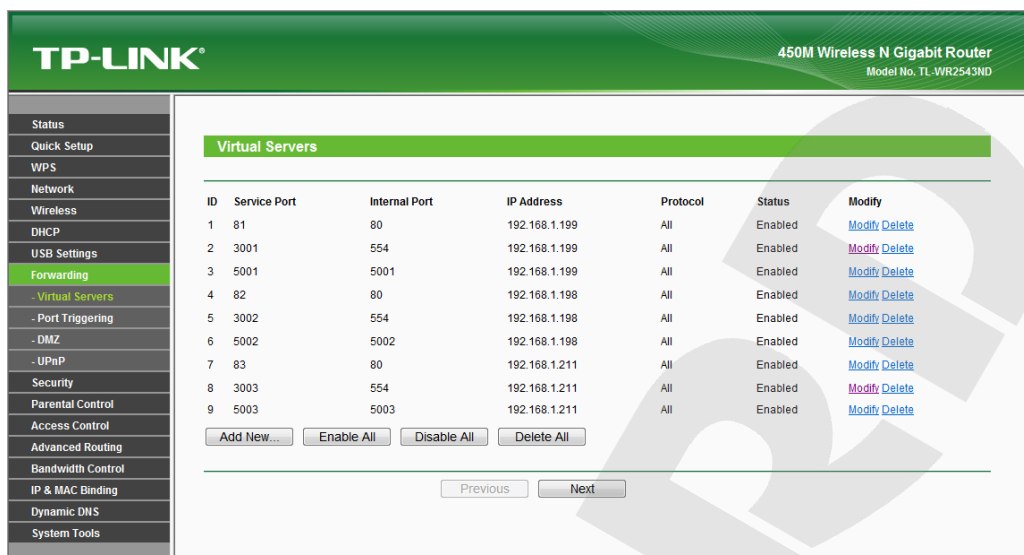 TP-LINK®
450M Wireless N Gigabit Router
Model No. TL-WR2543ND
Status
Quick Setup
WPS
Network
Wireless
DHCP
USB Settings
Forwarding
- Virtual Servers
- Port Triggering
- DMZ
- UPnP
Security
Parental Control
Access Control
Advanced Routing
Bandwidth Control
IP & MAC Binding
Dynamic DNS
System Tools
Virtual Servers
ID Service Port Internal Port IP Address Protocol Status Modify
1 81 80 192.168.1.199 All Enabled Modify Delete
2 3001 554 192.168.1.199 All Enabled Modify Delete
3 5001 5001 192.168.1.199 All Enabled Modify Delete
4 82 80 192.168.1.198 All Enabled Modify Delete
5 3002 554 192.168.1.198 All Enabled Modify Delete
6 5002 5002 192.168.1.198 All Enabled Modify Delete
7 83 80 192.168.1.211 All Enabled Modify Delete
8 3003 554 192.168.1.211 All Enabled Modify Delete
9 5003 5003 192.168.1.211 All Enabled Modify Delete
Add New... Enable All Disable All Delete All
Previous Next